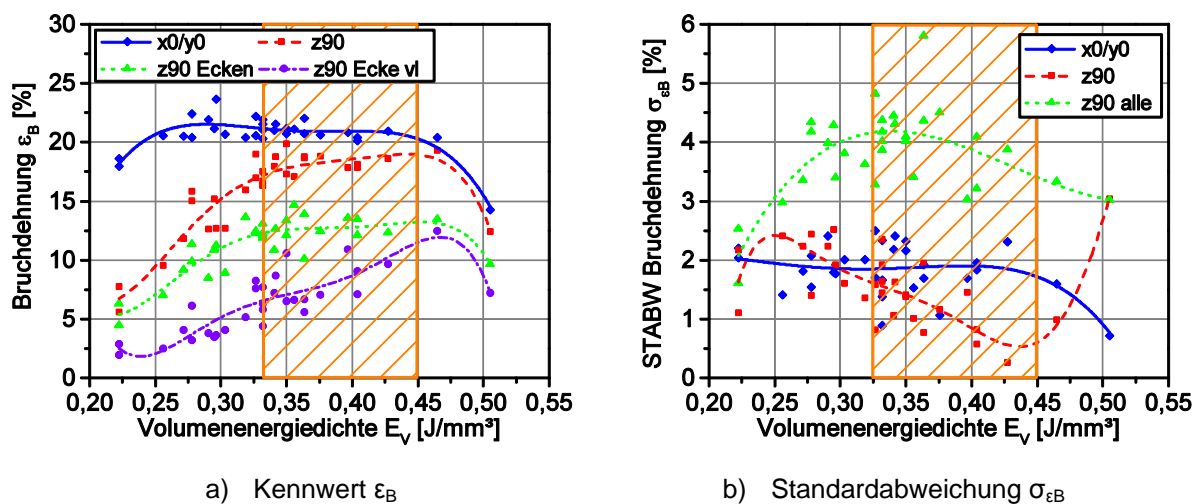 Bruchdehnung ε_B [%]
30
25
20
15
10
5
0
x0/y0
z90
z90 Ecken
z90 Ecke vl
0,20 0,25 0,30 0,35 0,40 0,45 0,50 0,55
Volumenenergiedichte E_V [J/mm³]
a) Kennwert ε_B
STABW Bruchdehnung σ_εB [%]
6
5
4
3
2
1
0
x0/y0
z90
z90 alle
0,20 0,25 0,30 0,35 0,40 0,45 0,50 0,55
Volumenenergiedichte E_V [J/mm³]
b) Standardabweichung σ_εB